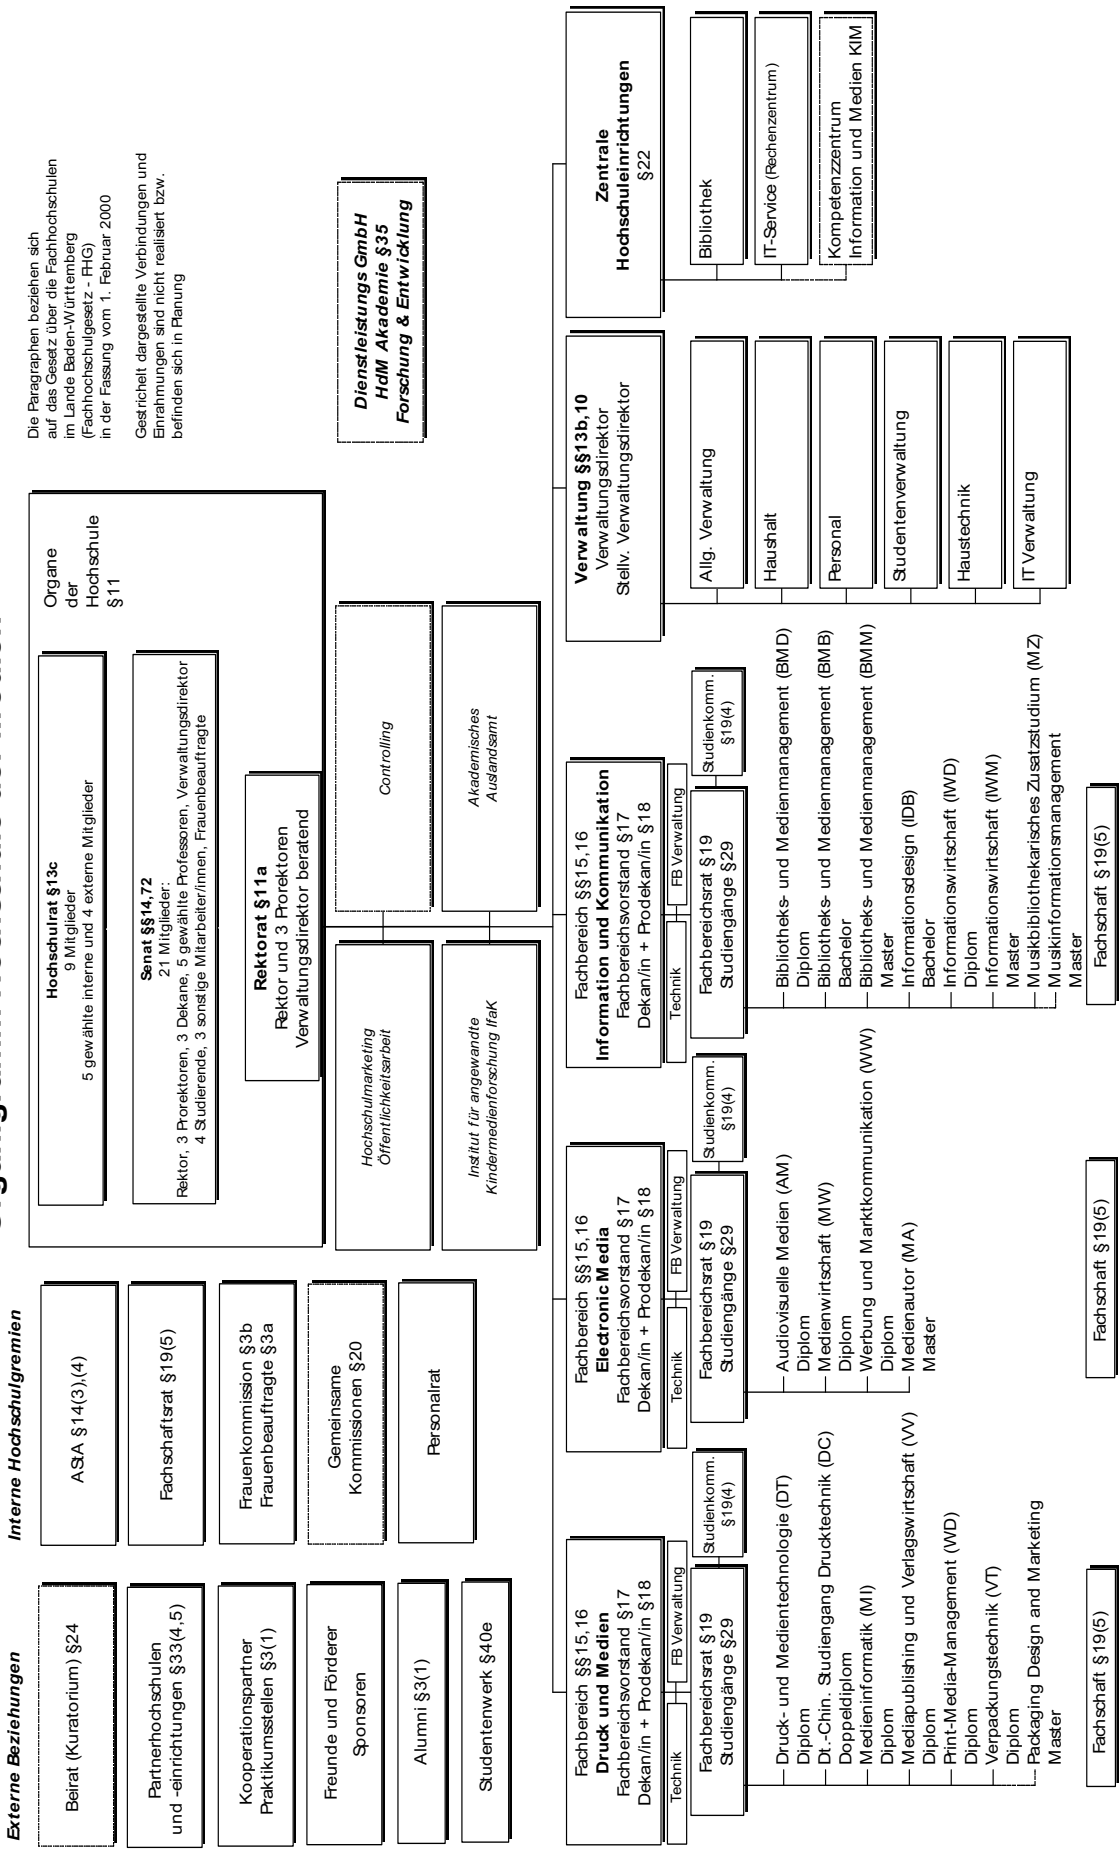 Externe Beziehungen
Beirat (Kuratorium) §24
Partnerhochschulen
und -einrichtungen §33(4,5)
Kooperationspartner
Praktikumsstellen §3(1)
Freunde und Förderer
Sponsoren
Alumni §3(1)
Studentenwerk §40e
Interne Hochschulgremien
AStA §14(3),(4)
Fachschaftsrat §19(5)
Frauenkommission §3b
Frauenbeauftragte §3a
Gemeinsame
Kommissionen §20
Personalrat
Hochschulrat §13c
9 Mitglieder
5 gewählte interne und 4 externe Mitglieder
Senat §§14,72
21 Mitglieder:
Rektor, 3 Prorektoren, 3 Dekane, 5 gewählte Professoren, Verwaltungsdirektor
4 Studierende, 3 sonstige Mitarbeiter/innen, Frauenbeauftragte
Rektorat §11a
Rektor und 3 Prorektoren
Verwaltungsdirektor beratend
Organe
der
Hochschule
§11
Die Paragraphen beziehen sich
auf das Gesetz über die Fachhochschulen
im Lande Baden-Württemberg
(Fachhochschulgesetz - FHG)
in der Fassung vom 1. Februar 2000
Gestrichelt dargestellte Verbindungen und
Einrahmungen sind nicht realisiert bzw.
befinden sich in Planung
Hochschulmarketing
Öffentlichkeitsarbeit
Controlling
Institut für angewandte
Kindermedienforschung IfaK
Akademisches
Auslandsamt
Dienstleistungs GmbH
HdM Akademie §35
Forschung & Entwicklung
Fachbereich §§15,16
Druck und Medien
Fachbereichsvorstand §17
Dekan/in + Prodekan/in §18
Technik
FB Verwaltung
Fachbereichsrat §19
Studiengänge §29
Studienkomm.
§19(4)
Druck- und Medientechnologie (DT)
Diplom
Dt.-Chin. Studiengang Drucktechnik (DC)
Doppeldiplom
Medieninformatik (MI)
Diplom
Mediapublishing und Verlagswirtschaft (VV)
Diplom
Print-Media-Management (WD)
Diplom
Verpackungstechnik (VT)
Diplom
Packaging Design and Marketing
Master
Fachschaft §19(5)
Fachbereich §§15,16
Electronic Media
Fachbereichsvorstand §17
Dekan/in + Prodekan/in §18
Technik
FB Verwaltung
Fachbereichsrat §19
Studiengänge §29
Studienkomm.
§19(4)
Audiovisuelle Medien (AM)
Diplom
Medienwirtschaft (MW)
Diplom
Werbung und Marktkommunikation (WW)
Diplom
Medienautor (MA)
Master
Fachschaft §19(5)
Fachbereich §§15,16
Information und Kommunikation
Fachbereichsvorstand §17
Dekan/in + Prodekan/in §18
Technik
FB Verwaltung
Fachbereichsrat §19
Studiengänge §29
Studienkomm.
§19(4)
Bibliotheks- und Medienmanagement (BMD)
Diplom
Bibliotheks- und Medienmanagement (BMB)
Bachelor
Bibliotheks- und Medienmanagement (BMM)
Master
Informationsdesign (IDB)
Bachelor
Informationswirtschaft (IWD)
Diplom
Informationswirtschaft (IWM)
Master
Musikbibliothekarisches Zusatzstudium (MZ)
Musikinformationsmanagement
Master
Fachschaft §19(5)
Verwaltung §§13b,10
Verwaltungsdirektor
Stellv. Verwaltungsdirektor
Allg. Verwaltung
Haushalt
Personal
Studentenverwaltung
Haustechnik
IT Verwaltung
Zentrale
Hochschuleinrichtungen
§22
Bibliothek
IT-Service (Rechenzentrum)
Kompetenzzentrum
Information und Medien KIM